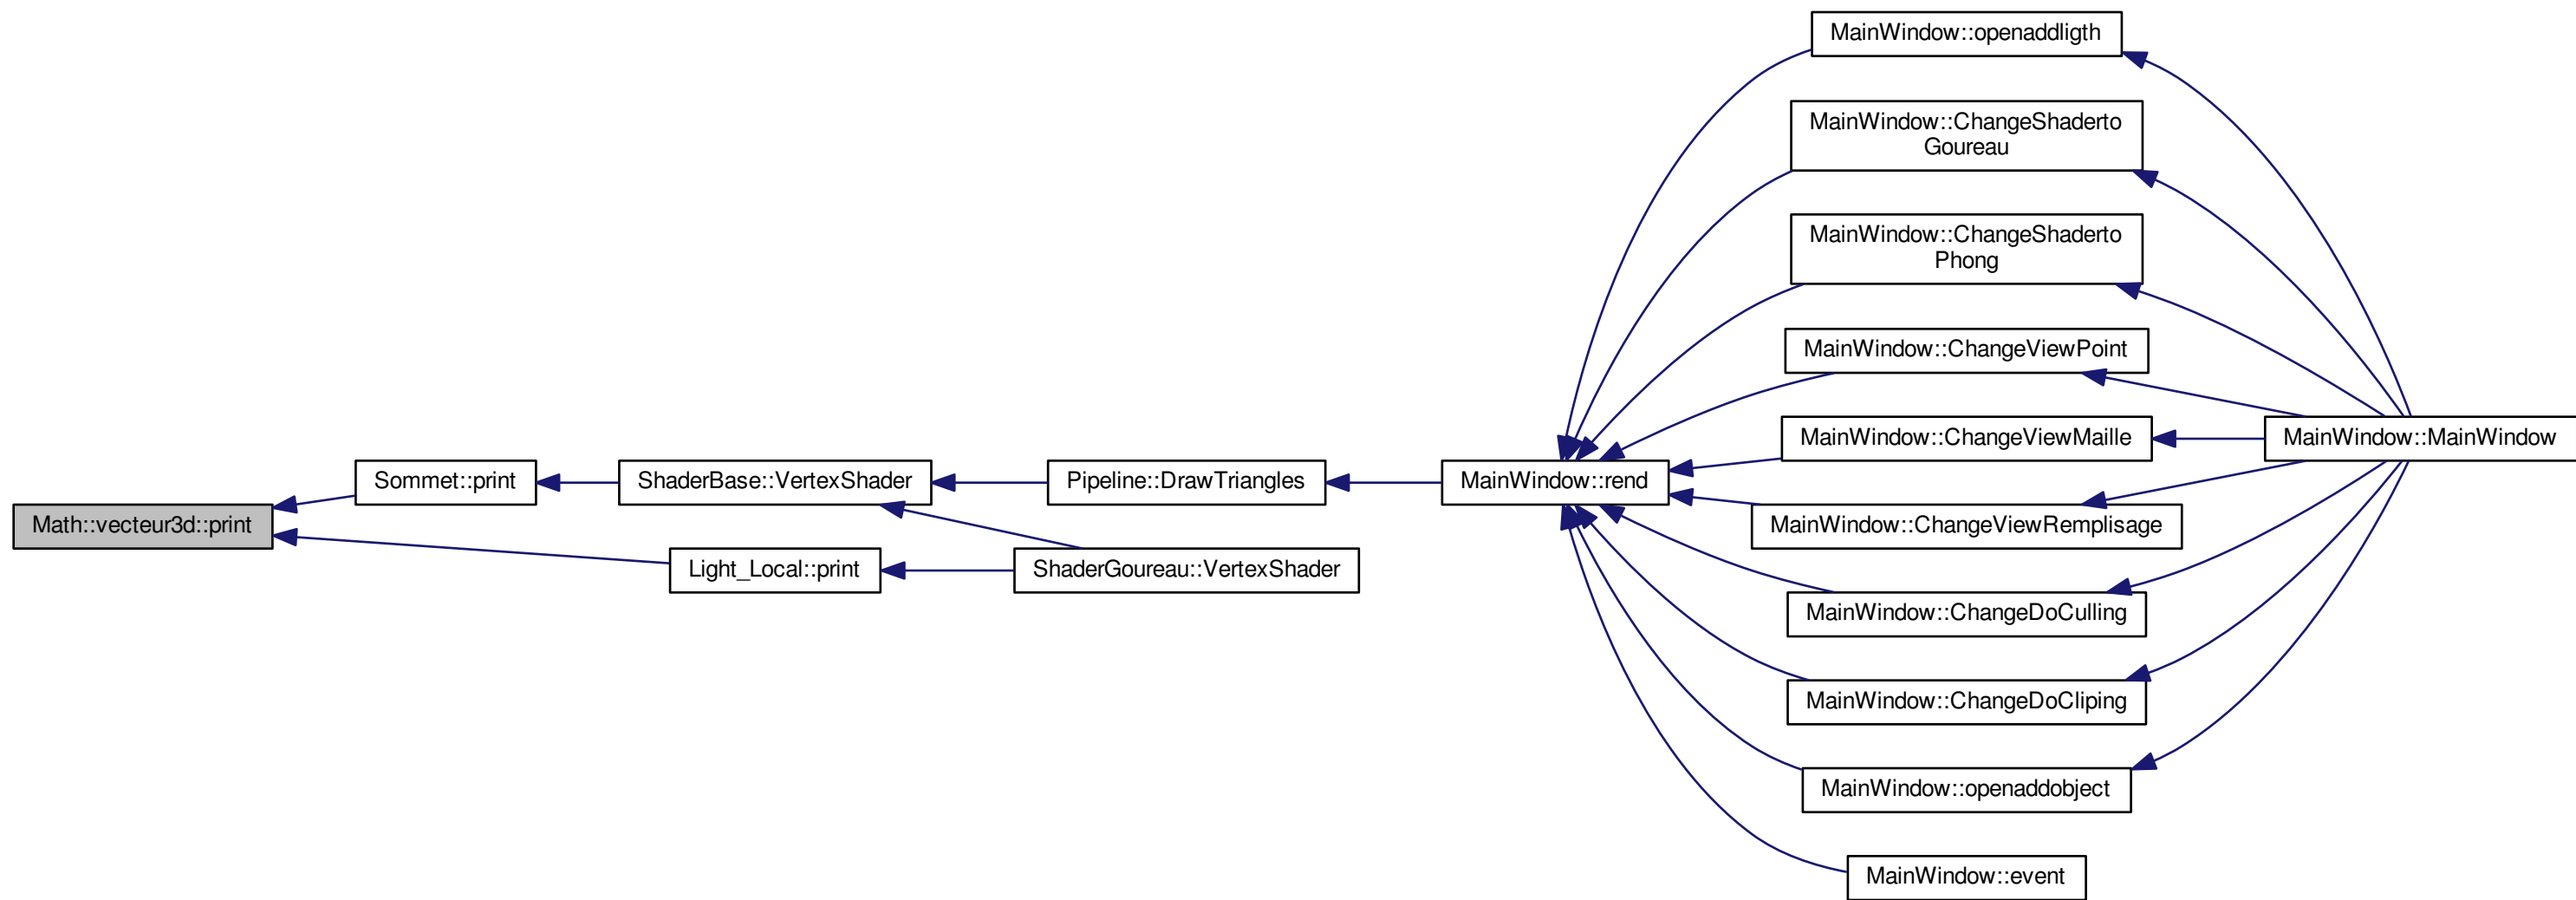 Math::vecteur3d::print
Sommet::print
Light_Local::print
ShaderBase::VertexShader
ShaderGoureau::VertexShader
Pipeline::DrawTriangles
MainWindow::rend
MainWindow::openaddligth
MainWindow::ChangeShaderto
Goureau
MainWindow::ChangeShaderto
Phong
MainWindow::ChangeViewPoint
MainWindow::ChangeViewMaille
MainWindow::ChangeViewRemplisage
MainWindow::ChangeDoCulling
MainWindow::ChangeDoCliping
MainWindow::openaddobject
MainWindow::event
MainWindow::MainWindow